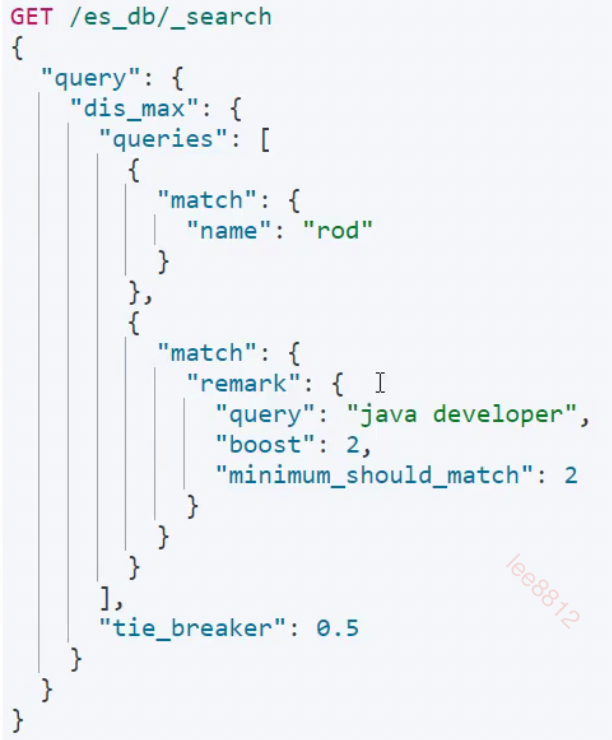 GET /es_db/_search
{
  "query": {
    "dis_max": {
      "queries": [
        {
          "match": {
            "name": "rod"
          }
        },
        {
          "match": {
            "remark": {
              "query": "java developer",
              "boost": 2,
              "minimum_should_match": 2
            }
          }
        }
      ],
      "tie_breaker": 0.5
    }
  }
}
lee8812